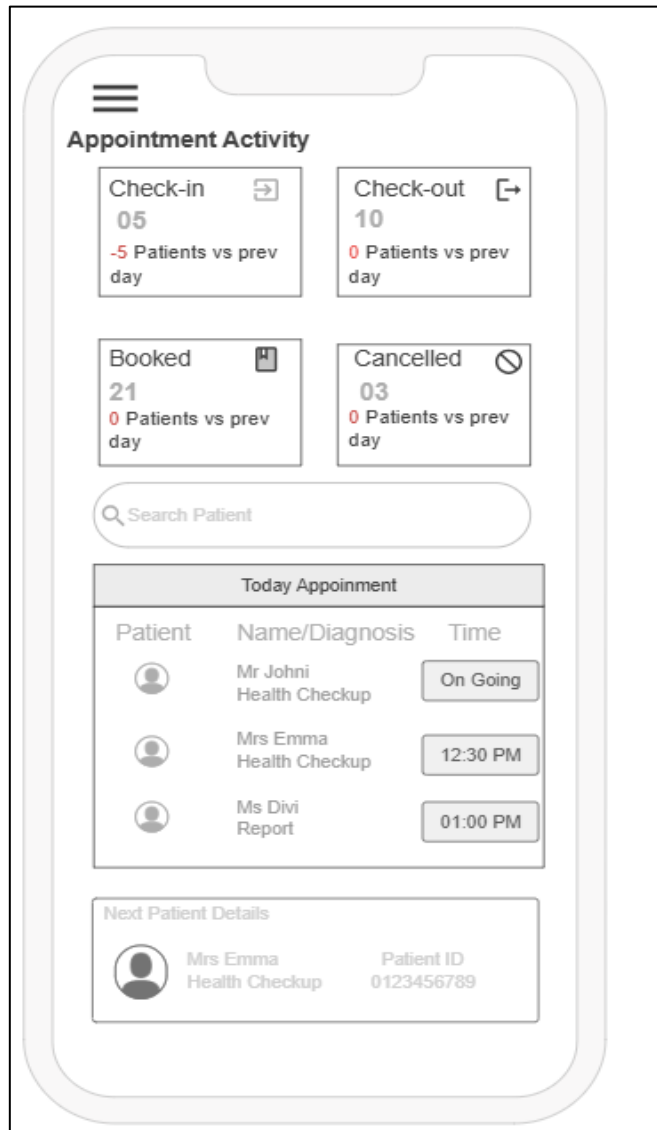 Appointment Activity
Check-in
05
-5 Patients vs prev
day
Check-out
10
0 Patients vs prev
day
Booked
21
0 Patients vs prev
day
Cancelled
03
0 Patients vs prev
day
Search Patient
Today Appoinment
Patient Name/Diagnosis Time
Mr Johni
Health Checkup
On Going
Mrs Emma
Health Checkup
12:30 PM
Ms Divi
Report
01:00 PM
Next Patient Details
Mrs Emma
Health Checkup
Patient ID
0123456789